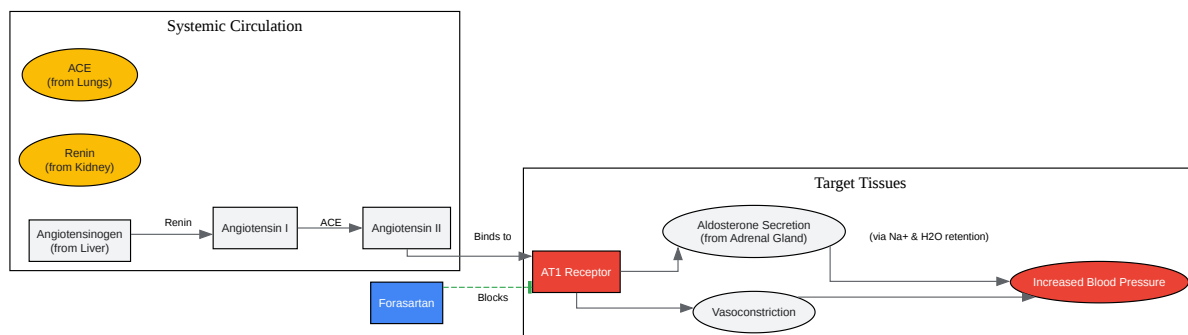 Systemic Circulation
ACE
(from Lungs)
Renin
(from Kidney)
Angiotensinogen
(from Liver)
Renin
Angiotensin I
ACE
Angiotensin II
Binds to
Forasartan
Blocks
Target Tissues
AT1 Receptor
Aldosterone Secretion
(from Adrenal Gland)
(via Na+ & H2O retention)
Vasoconstriction
Increased Blood Pressure